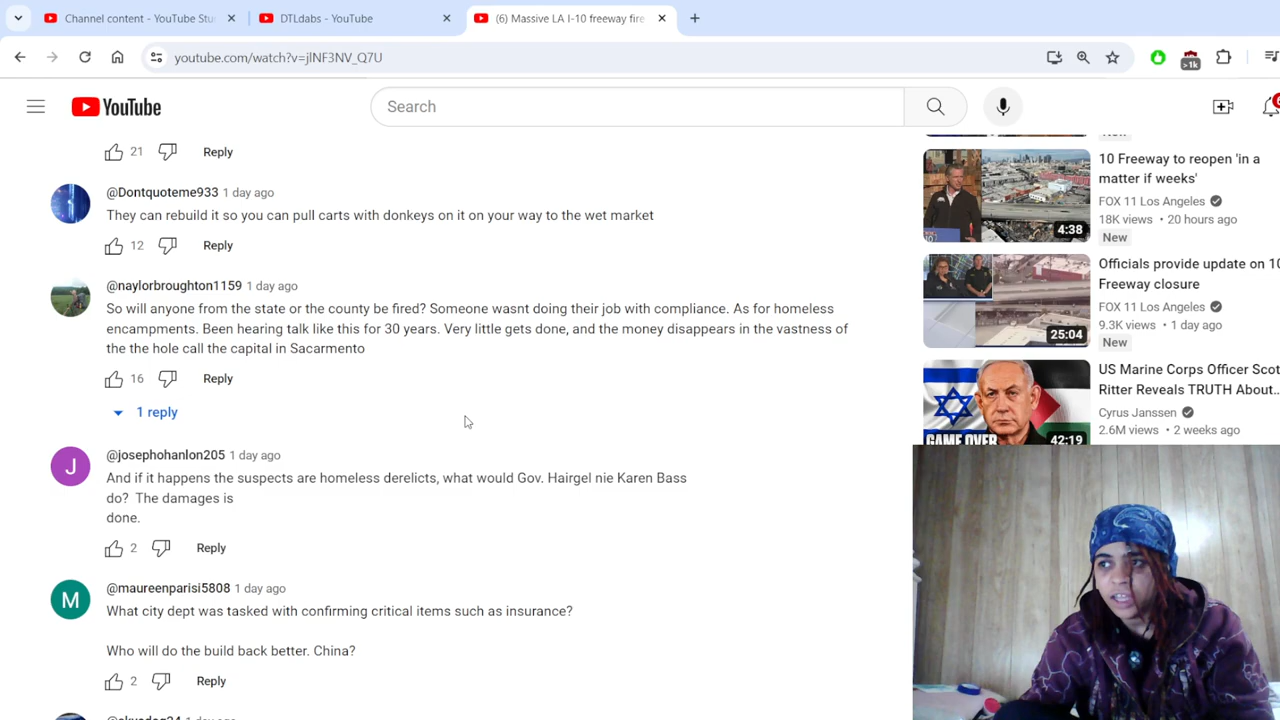 Channel content - YouTube Stu
DTLdabs - YouTube
(6) Massive LA I-10 freeway fire
youtube.com/watch?v=jlNF3NV_Q7U
>1k
YouTube
Search
21
Reply
@Dontquoteme933 1 day ago
They can rebuild it so you can pull carts with donkeys on it on your way to the wet market
12
Reply
@naylorbroughton1159 1 day ago
So will anyone from the state or the county be fired? Someone wasnt doing their job with compliance. As for homeless
encampments. Been hearing talk like this for 30 years. Very little gets done, and the money disappears in the vastness of
the the hole call the capital in Sacarmento
16
Reply
1 reply
J
@josephohanlon205 1 day ago
And if it happens the suspects are homeless derelicts, what would Gov. Hairgel nie Karen Bass
do? The damages is
done.
2
Reply
M
@maureenparisi5808 1 day ago
What city dept was tasked with confirming critical items such as insurance?
Who will do the build back better. China?
2
Reply
10 Freeway to reopen 'in a
matter if weeks'
FOX 11 Los Angeles
18K views • 20 hours ago
New
4:38
Officials provide update on 10
Freeway closure
FOX 11 Los Angeles
9.3K views • 1 day ago
New
25:04
US Marine Corps Officer Scot
Ritter Reveals TRUTH About...
Cyrus Janssen
2.6M views • 2 weeks ago
GAME OVER
42:19